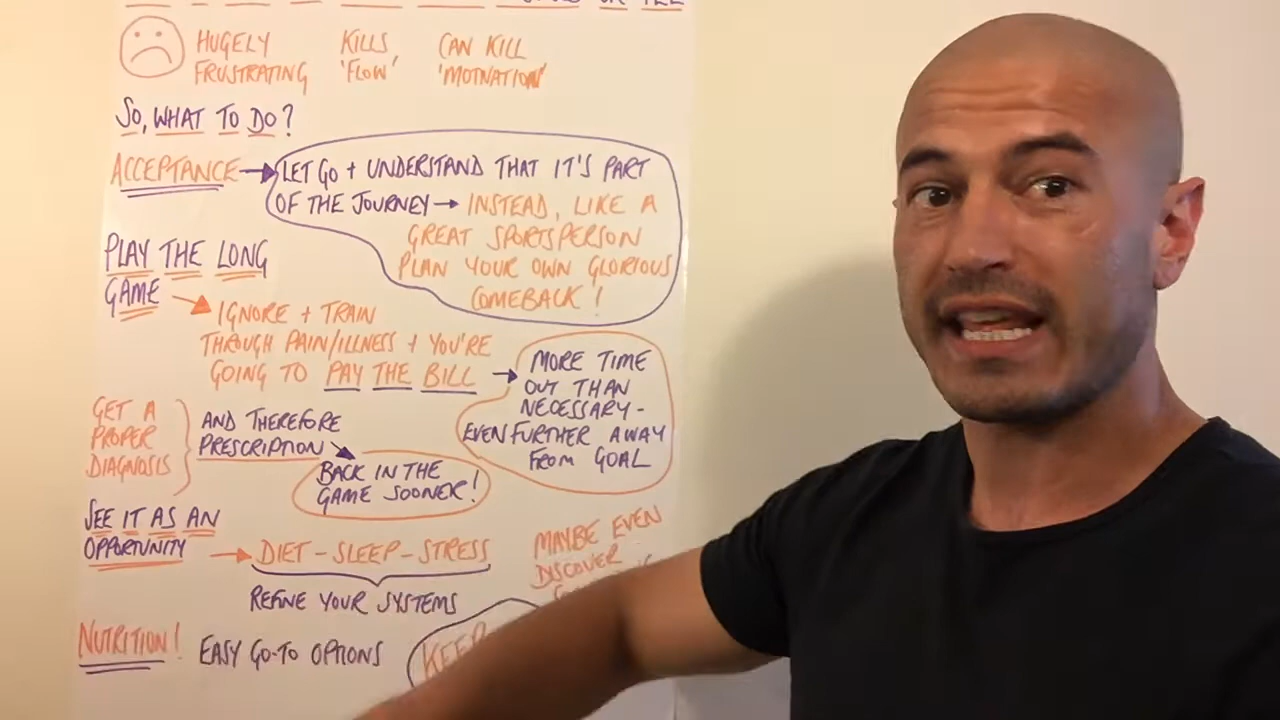 OR ILL
HUGELY
FRUSTRATING
KILLS
'FLOW'
CAN KILL
'MOTIVATION'
SO, WHAT TO DO?
ACCEPTANCE → LET GO + UNDERSTAND THAT IT'S PART
OF THE JOURNEY → INSTEAD, LIKE A
GREAT SPORTSPERSON
PLAN YOUR OWN GLORIOUS
COMEBACK!
PLAY THE LONG
GAME → IGNORE + TRAIN
THROUGH PAIN/ILLNESS + YOU'RE
GOING TO PAY THE BILL →
MORE TIME
OUT THAN
NECESSARY -
EVEN FURTHER AWAY
FROM GOAL
GET A
PROPER
DIAGNOSIS
AND THEREFORE
PRESCRIPTION
BACK IN THE
GAME SOONER!
SEE IT AS AN
OPPORTUNITY → DIET - SLEEP - STRESS
REFINE YOUR SYSTEMS
MAYBE EVEN
DISCOVER
NUTRITION! EASY GO-TO OPTIONS
KEEP